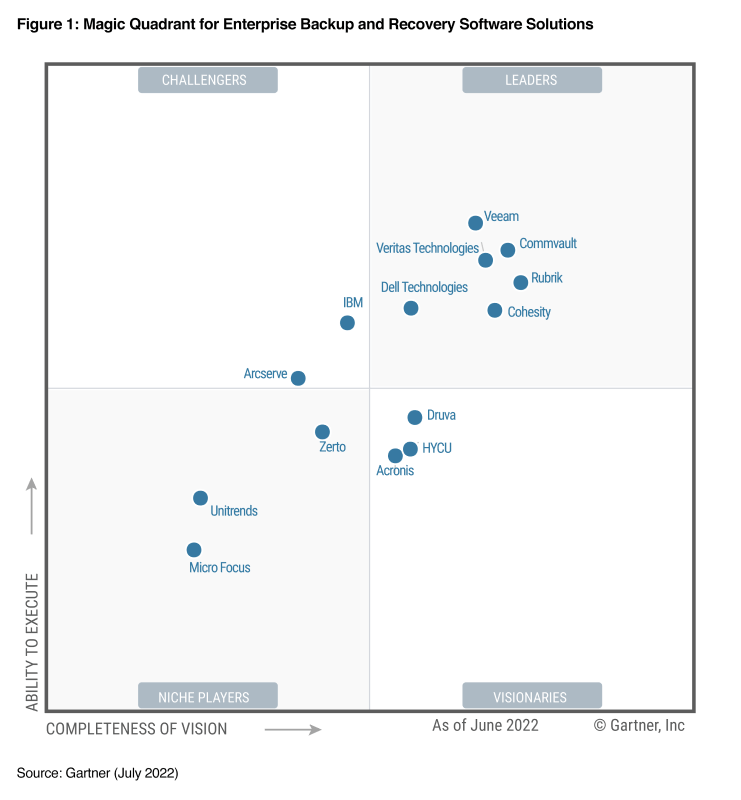 Figure 1: Magic Quadrant for Enterprise Backup and Recovery Software Solutions
CHALLENGERS
LEADERS
Veeam
Commvault
Veritas Technologies
Rubrik
Dell Technologies
IBM
Cohesity
Arcserve
Druva
Zerto
HYCU
Acronis
Unitrends
Micro Focus
ABILITY TO EXECUTE
NICHE PLAYERS
VISIONARIES
COMPLETENESS OF VISION
As of June 2022
© Gartner, Inc
Source: Gartner (July 2022)